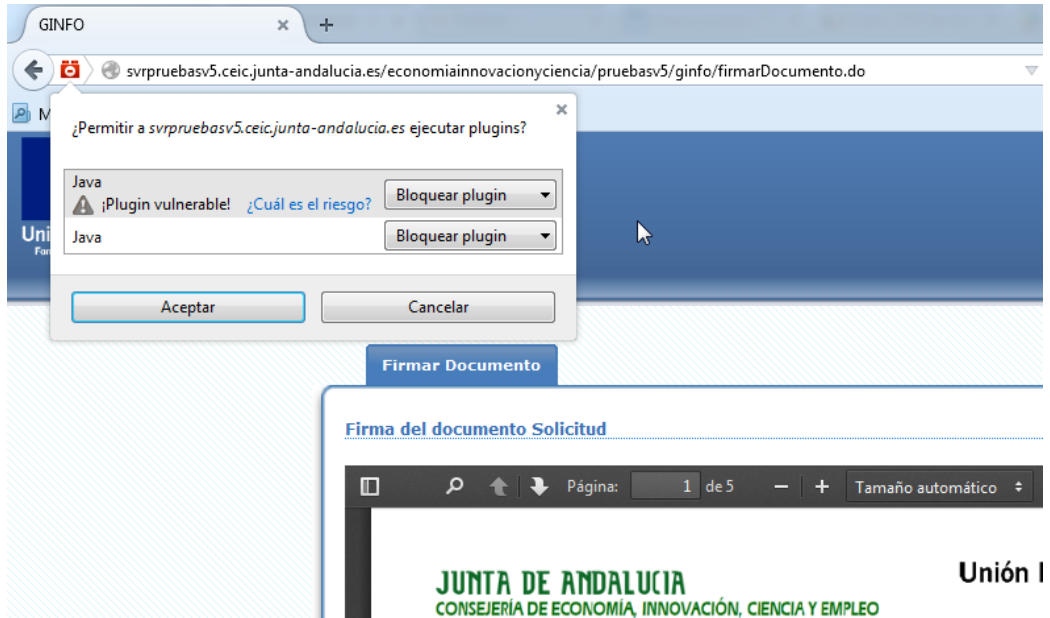 GINFO
svrpruebasv5.ceic.junta-andalucia.es/economiainnovacionyciencia/pruebasv5/ginfo/firmarDocumento.do
M
¿Permitir a svrpruebasv5.ceic.junta-andalucia.es ejecutar plugins?
Java
¡Plugin vulnerable! ¿Cuál es el riesgo? Bloquear plugin
Java Bloquear plugin
Uni
Aceptar Cancelar
Firmar Documento
Firma del documento Solicitud
Página: 1 de 5 Tamaño automático
JUNTA DE ANDALUCIA
CONSEJERÍA DE ECONOMÍA, INNOVACIÓN, CIENCIA Y EMPLEO
Unión